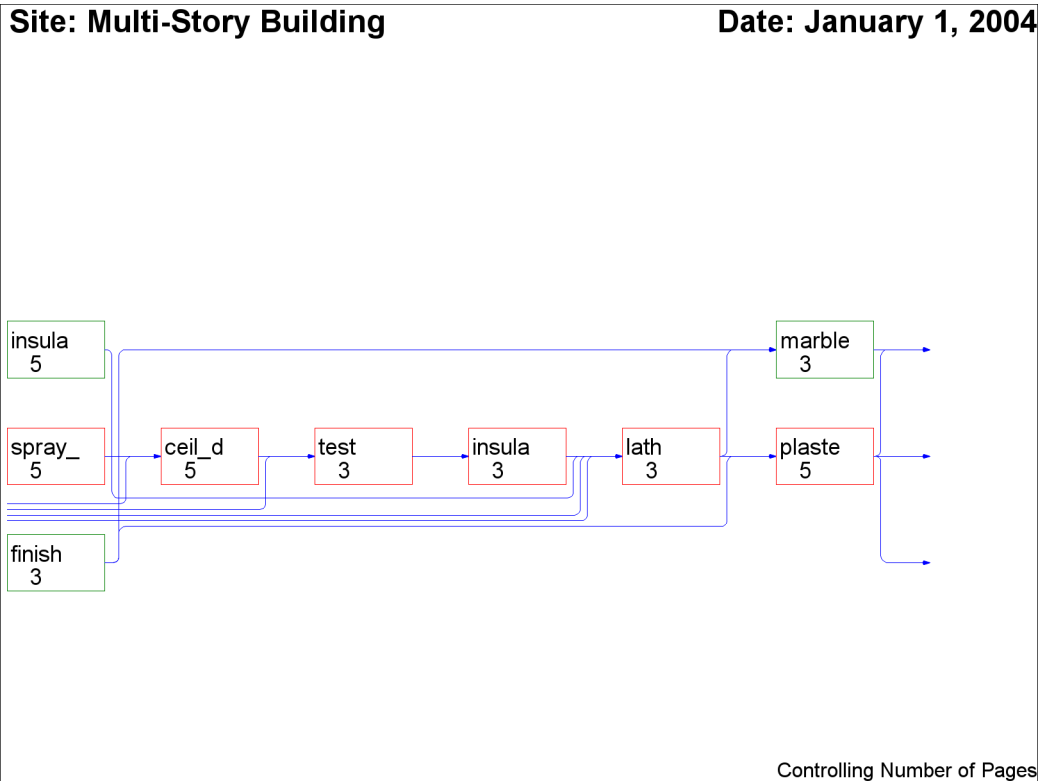 Site: Multi-Story Building
Date: January 1, 2004
insula
5
marble
3
spray_
5
ceil_d
5
test
3
insula
3
lath
3
plaste
5
finish
3
Controlling Number of Pages